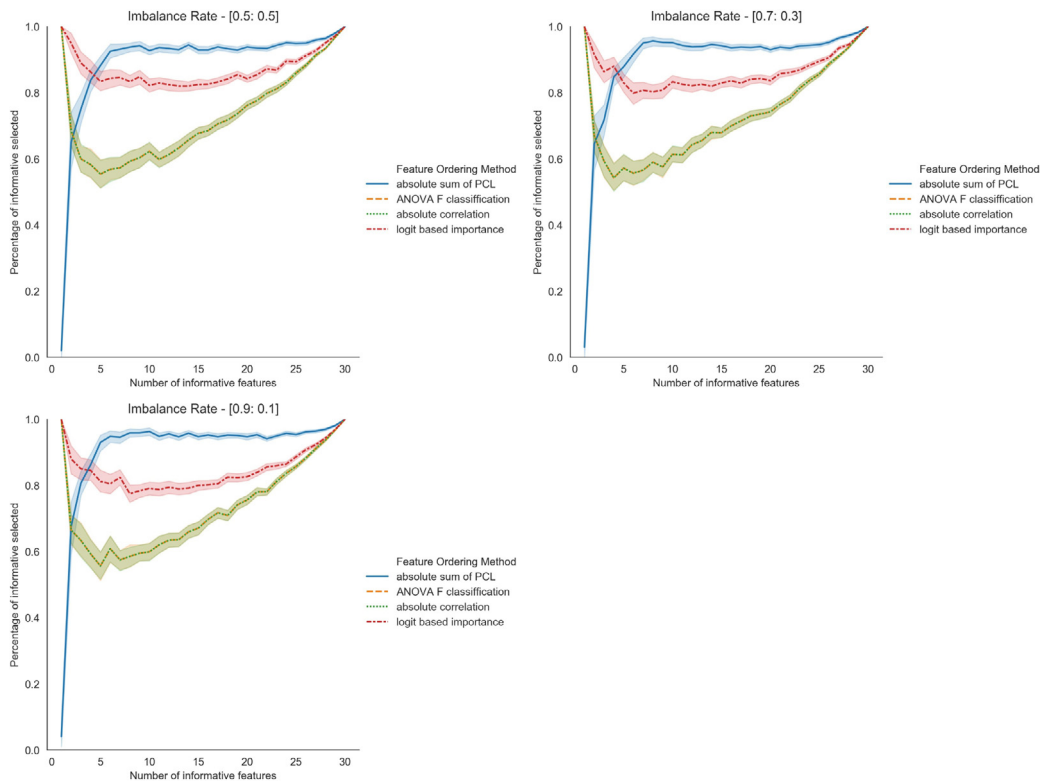 Imbalance Rate - [0.5: 0.5]
1.0
0.8
0.6
0.4
0.2
0.0
Percentage of informative selected
0 5 10 15 20 25 30
Number of informative features
Feature Ordering Method
absolute sum of PCL
ANOVA F classiffication
absolute correlation
logit based importance
Imbalance Rate - [0.7: 0.3]
1.0
0.8
0.6
0.4
0.2
0.0
Percentage of informative selected
0 5 10 15 20 25 30
Number of informative features
Feature Ordering Method
absolute sum of PCL
ANOVA F classiffication
absolute correlation
logit based importance
Imbalance Rate - [0.9: 0.1]
1.0
0.8
0.6
0.4
0.2
0.0
Percentage of informative selected
0 5 10 15 20 25 30
Number of informative features
Feature Ordering Method
absolute sum of PCL
ANOVA F classiffication
absolute correlation
logit based importance